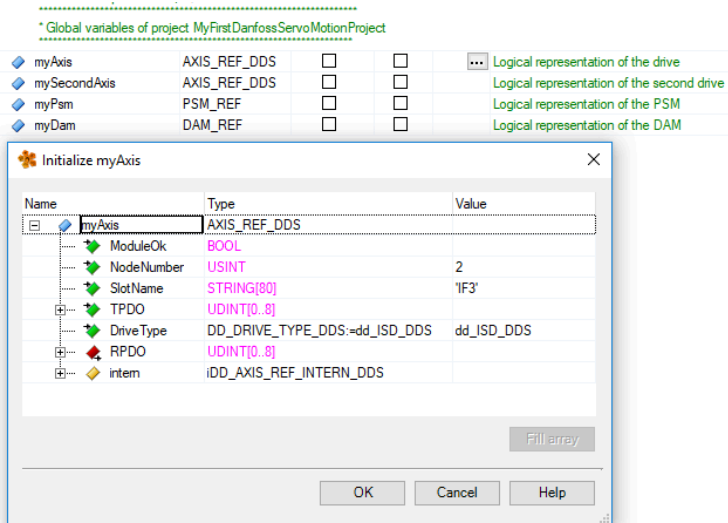 ********************************************************************
* Global variables of project MyFirstDanfossServoMotionProject
********************************************************************
myAxis AXIS_REF_DDS ... Logical representation of the drive
mySecondAxis AXIS_REF_DDS Logical representation of the second drive
myPsm PSM_REF Logical representation of the PSM
myDam DAM_REF Logical representation of the DAM
Initialize myAxis
Name Type Value
myAxis AXIS_REF_DDS
ModuleOk BOOL
NodeNumber USINT 2
SlotName STRING[80] 'IF3'
TPDO UDINT[0..8]
DriveType DD_DRIVE_TYPE_DDS:=dd_ISD_DDS dd_ISD_DDS
RPDO UDINT[0..8]
intern iDD_AXIS_REF_INTERN_DDS
Fill array
OK Cancel Help